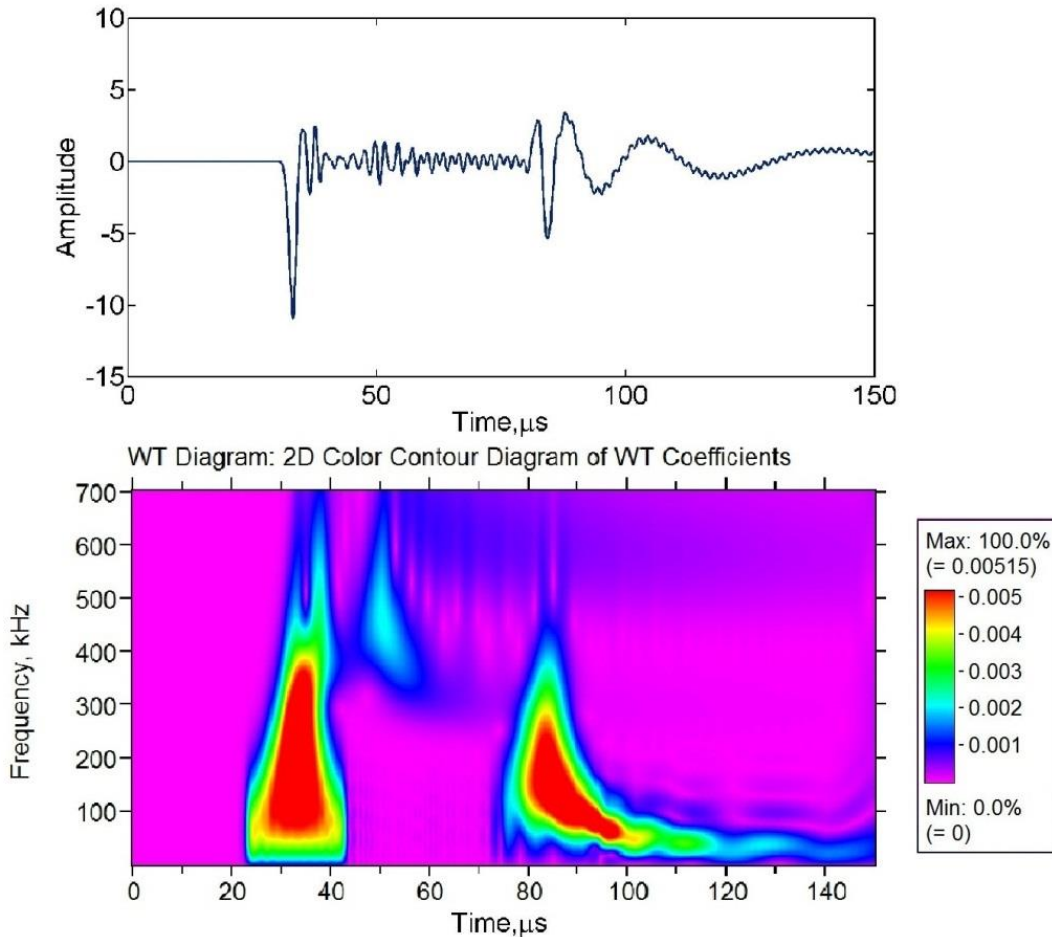 10
5
0
-5
-10
-15
Amplitude
0 50 100 150
Time,μs
WT Diagram: 2D Color Contour Diagram of WT Coefficients
700
600
500
400
300
200
100
Frequency, kHz
0 20 40 60 80 100 120 140
Time,μs
Max: 100.0%
(= 0.00515)
0.005
0.004
0.003
0.002
0.001
Min: 0.0%
(= 0)